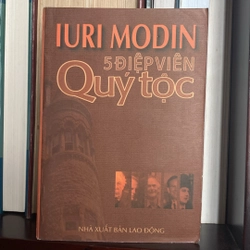 IURI MODIN
5 ĐIỆP VIÊN
Quý tộc
NHÀ XUẤT BẢN LAO ĐỘNG